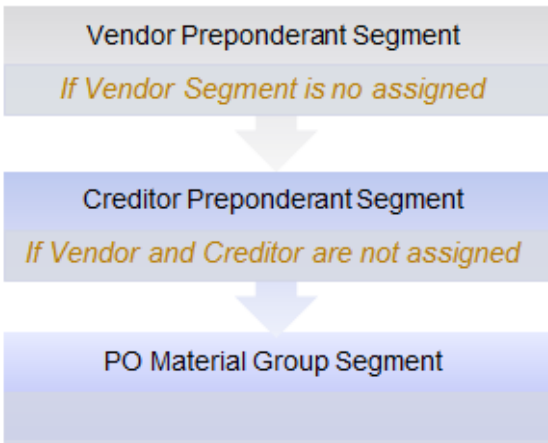 Vendor Preponderant Segment
If Vendor Segment is no assigned
Creditor Preponderant Segment
If Vendor and Creditor are not assigned
PO Material Group Segment